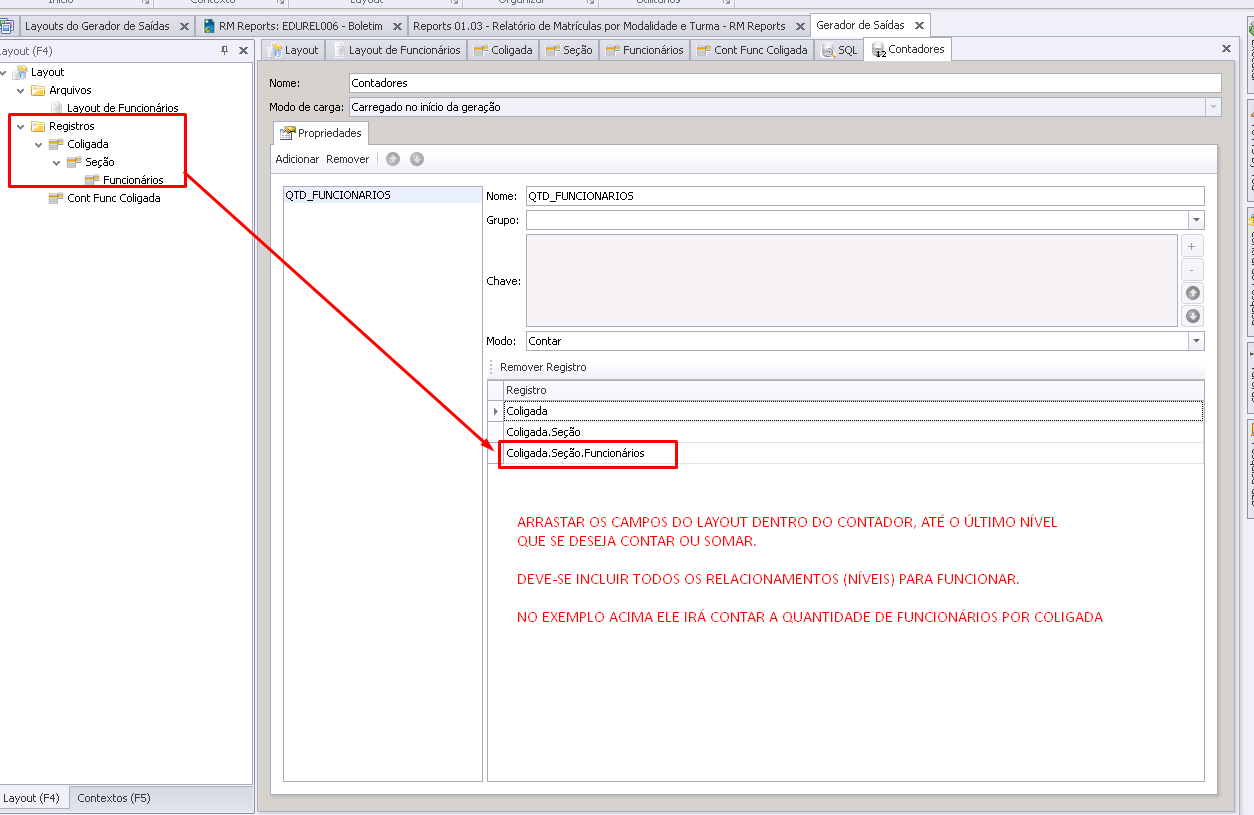 Início
Contexto
Layout
Organizar
Utilitários
Layouts do Gerador de Saídas
RM Reports: EDUREL006 - Boletim
Reports 01.03 - Relatório de Matrículas por Modalidade e Turma - RM Reports
Gerador de Saídas
Layout (F4)
Layout
Layout de Funcionários
Coligada
Seção
Funcionários
Cont Func Coligada
SQL
Contadores
Layout
Arquivos
Layout de Funcionários
Registros
Coligada
Seção
Funcionários
Cont Func Coligada
Nome: Contadores
Modo de carga: Carregado no início da geração
Propriedades
Adicionar Remover
QTD_FUNCIONARIOS
Nome: QTD_FUNCIONARIOS
Grupo:
Chave:
+
-
Modo: Contar
Remover Registro
Registro
Coligada
Coligada.Seção
Coligada.Seção.Funcionários
ARRASTAR OS CAMPOS DO LAYOUT DENTRO DO CONTADOR, ATÉ O ÚLTIMO NÍVEL
QUE SE DESEJA CONTAR OU SOMAR.
DEVE-SE INCLUIR TODOS OS RELACIONAMENTOS (NÍVEIS) PARA FUNCIONAR.
NO EXEMPLO ACIMA ELE IRÁ CONTAR A QUANTIDADE DE FUNCIONÁRIOS POR COLIGADA
Layout (F4)
Contextos (F5)